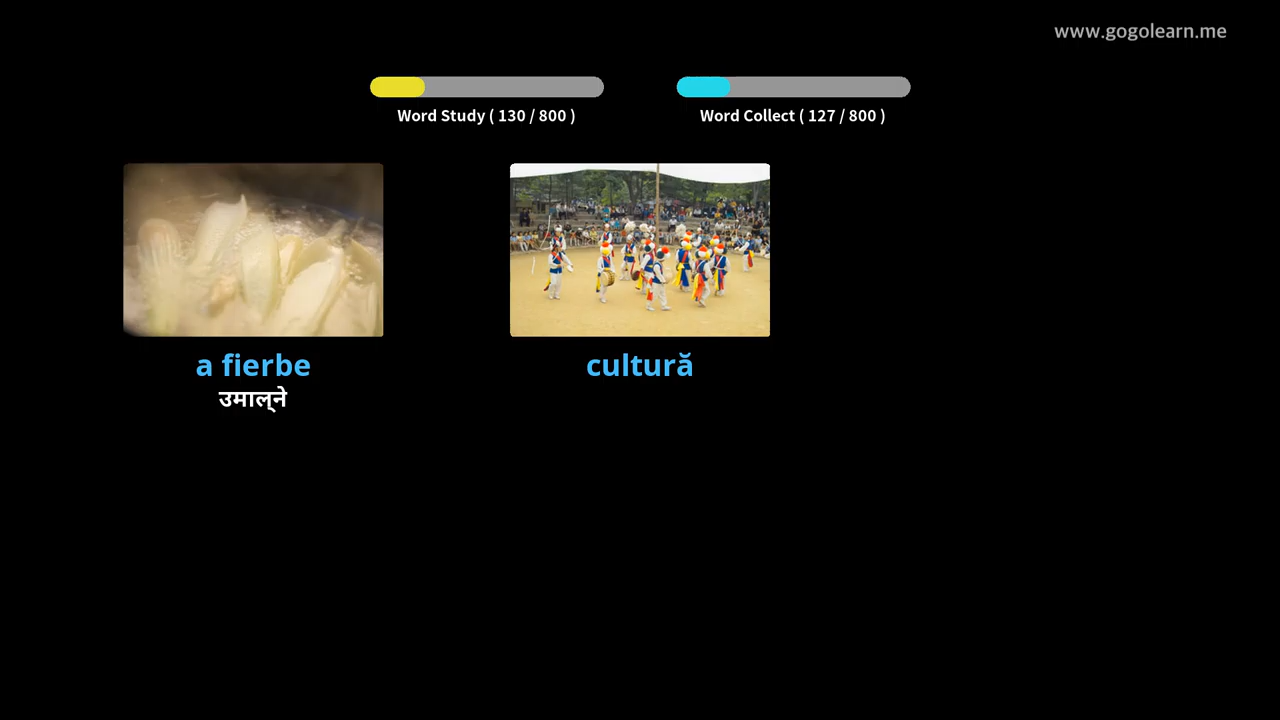 www.gogolearn.me
Word Study ( 130 / 800 )
Word Collect ( 127 / 800 )
a fierbe
उमाल्ने
cultură